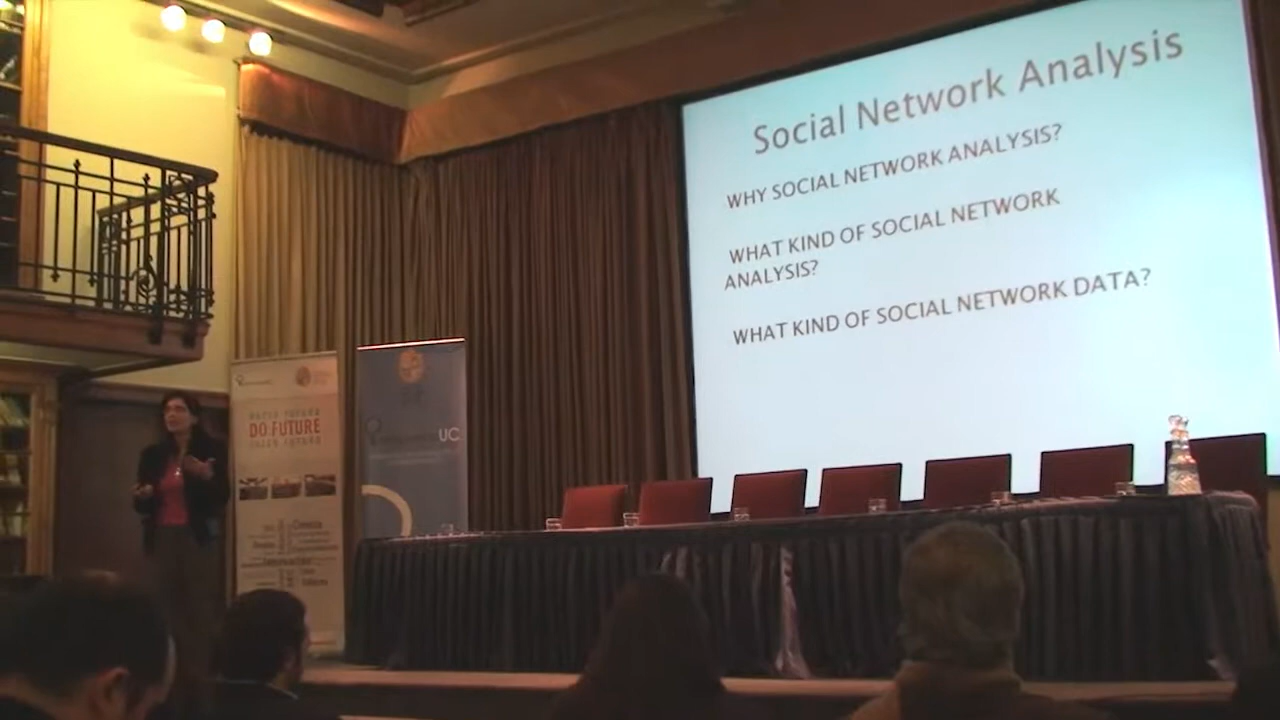 Social Network Analysis
WHY SOCIAL NETWORK ANALYSIS?
WHAT KIND OF SOCIAL NETWORK
ANALYSIS?
WHAT KIND OF SOCIAL NETWORK DATA?
DO FUTURE
UC